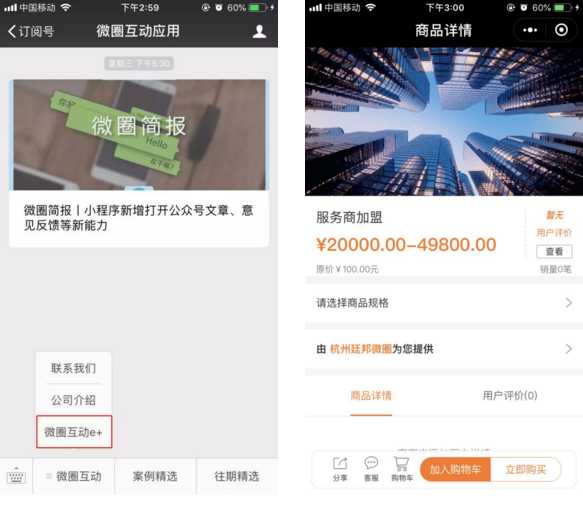 中国移动
下午2:59
60%
订阅号
微圈互动应用
星期三 下午5:30
你好
微圈简报
Hello
在干嘛?
微圈简报丨小程序新增打开公众号文章、意
见反馈等新能力
联系我们
公司介绍
微圈互动e+
微圈互动
案例精选
往期精选
中国移动
下午3:00
60%
商品详情
服务商加盟
¥20000.00-49800.00
原价￥100.00元
暂无
用户评价
查看
销量0笔
请选择商品规格
由 杭州廷邦微圈为您提供
商品详情
用户评价(0)
分享
客服
购物车
加入购物车
立即购买